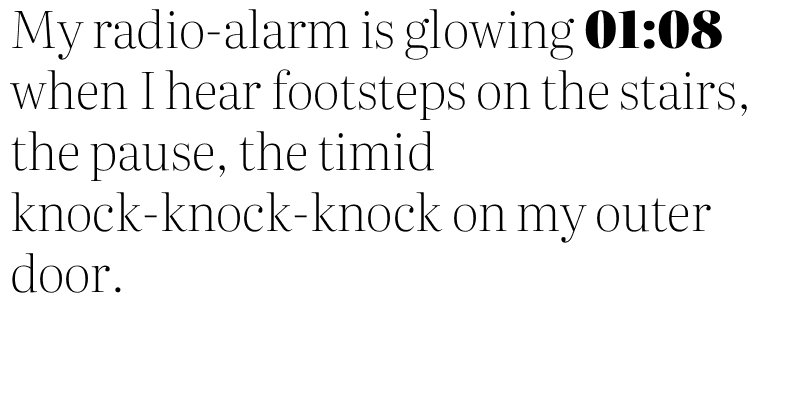 My radio-alarm is glowing 01:08
when I hear footsteps on the stairs,
the pause, the timid
knock-knock-knock on my outer
door.